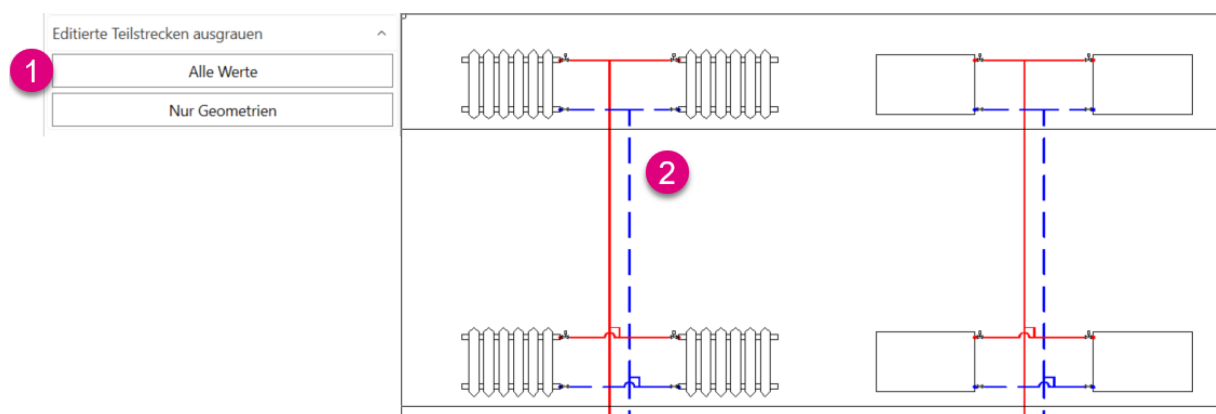 Editierte Teilstrecken ausgrauen
1
Alle Werte
Nur Geometrien
2